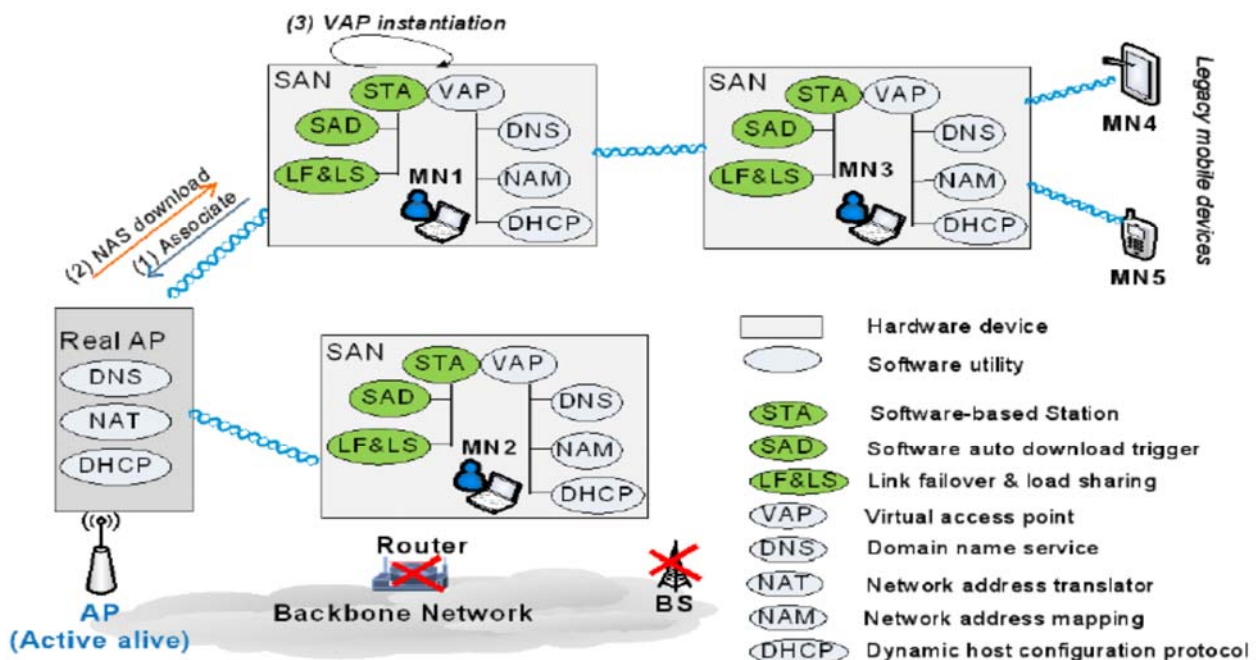 (3) VAP instantiation
SAN
STA
VAP
SAD
DNS
LF&LS
MN1
NAM
DHCP
SAN
STA
VAP
SAD
DNS
LF&LS
MN3
NAM
DHCP
MN4
MN5
Legacy mobile devices
(2) NAS download
(1) Associate
Real AP
DNS
NAT
DHCP
SAN
STA
VAP
SAD
DNS
LF&LS
MN2
NAM
DHCP
AP
(Active alive)
Router
Backbone Network
BS
Hardware device
Software utility
STA Software-based Station
SAD Software auto download trigger
LF&LS Link failover & load sharing
VAP Virtual access point
DNS Domain name service
NAT Network address translator
NAM Network address mapping
DHCP Dynamic host configuration protocol